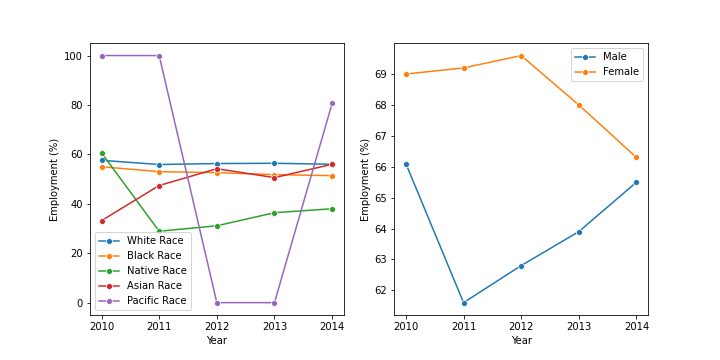 100
80
60
40
20
0
Employment (%)
2010 2011 2012 2013 2014
Year
White Race
Black Race
Native Race
Asian Race
Pacific Race
69
68
67
66
65
64
63
62
Employment (%)
2010 2011 2012 2013 2014
Year
Male
Female